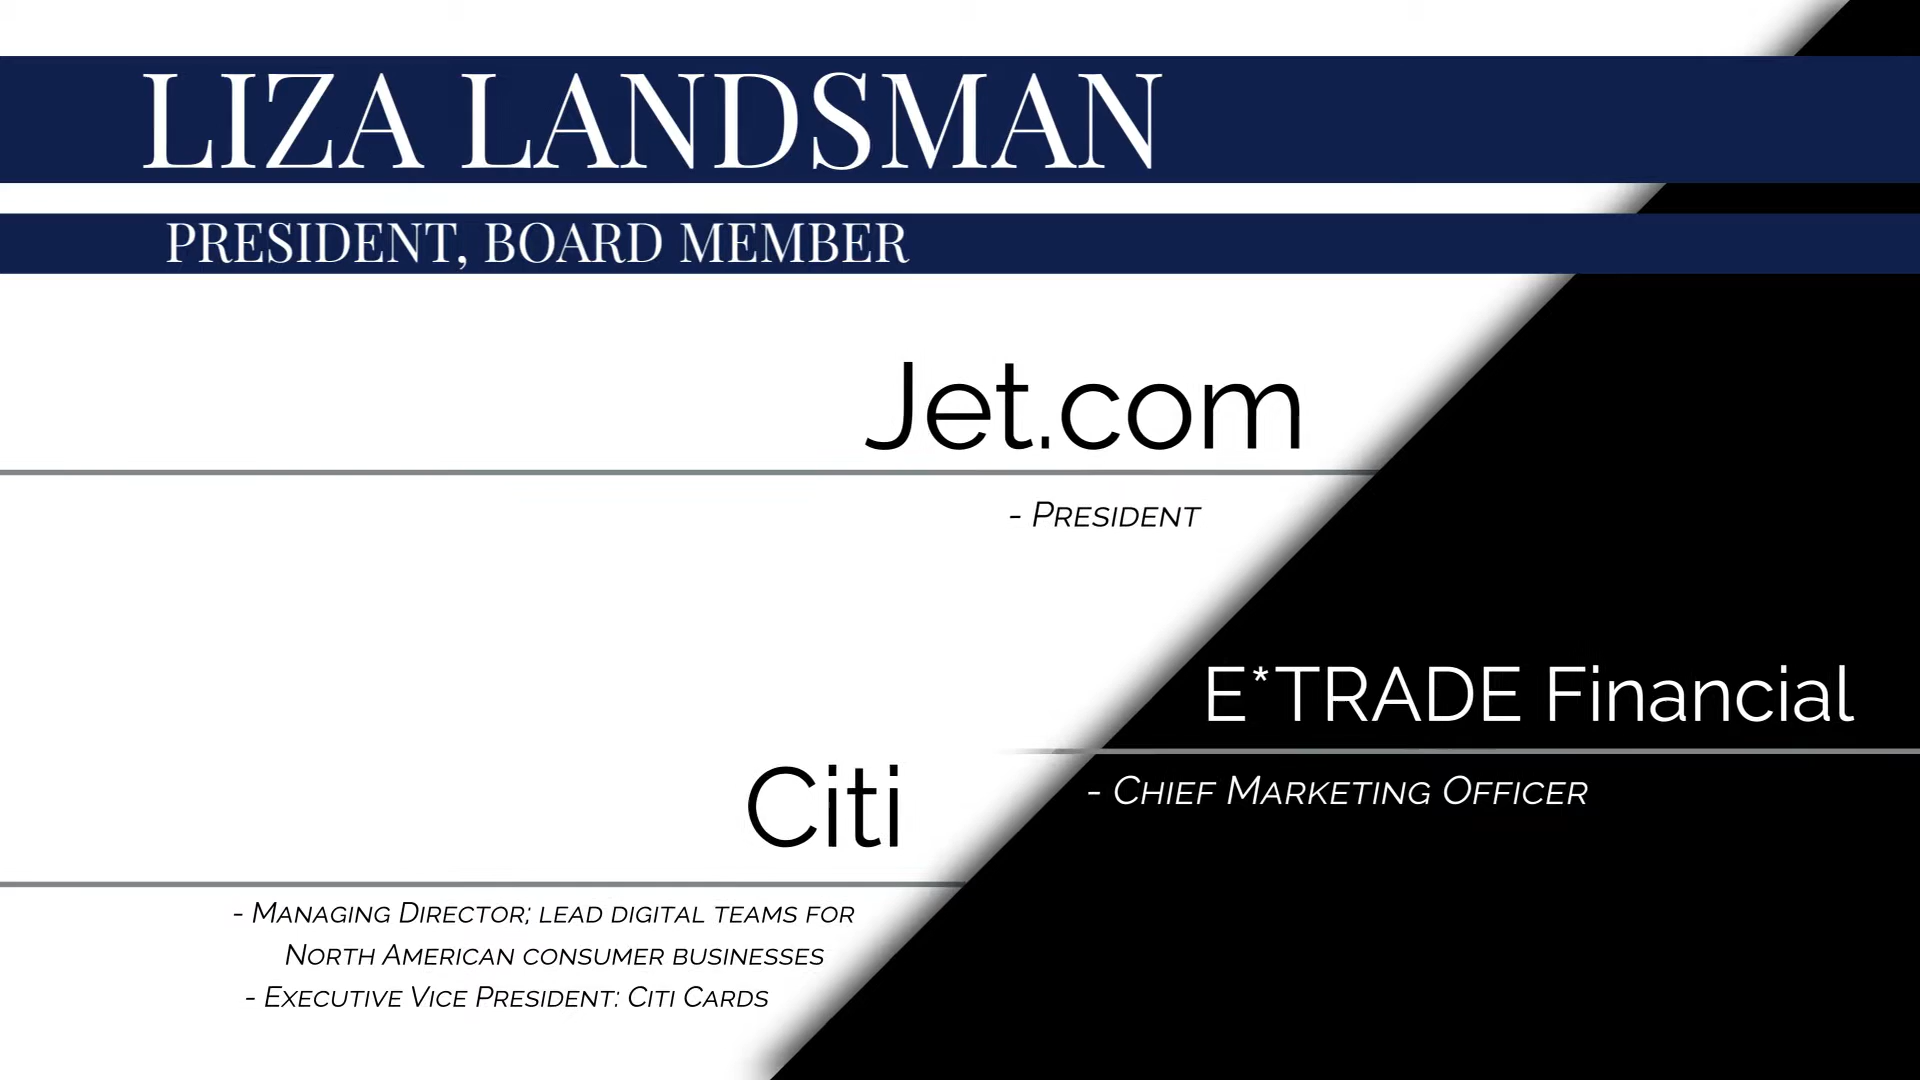 LIZA LANDSMAN
PRESIDENT, BOARD MEMBER
Jet.com
- President
E*TRADE Financial
- Chief Marketing Officer
Citi
- Managing Director; lead digital teams for
North American consumer businesses
- Executive Vice President: Citi Cards